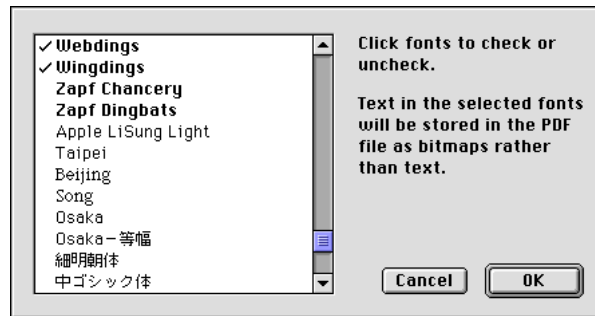 ✓ Webdings
✓ Wingdings
Zapf Chancery
Zapf Dingbats
Apple LiSung Light
Taipei
Beijing
Song
Osaka
Osaka－等幅
細明朝体
中ゴシック体
Click fonts to check or
uncheck.
Text in the selected fonts
will be stored in the PDF
file as bitmaps rather
than text.
Cancel
OK